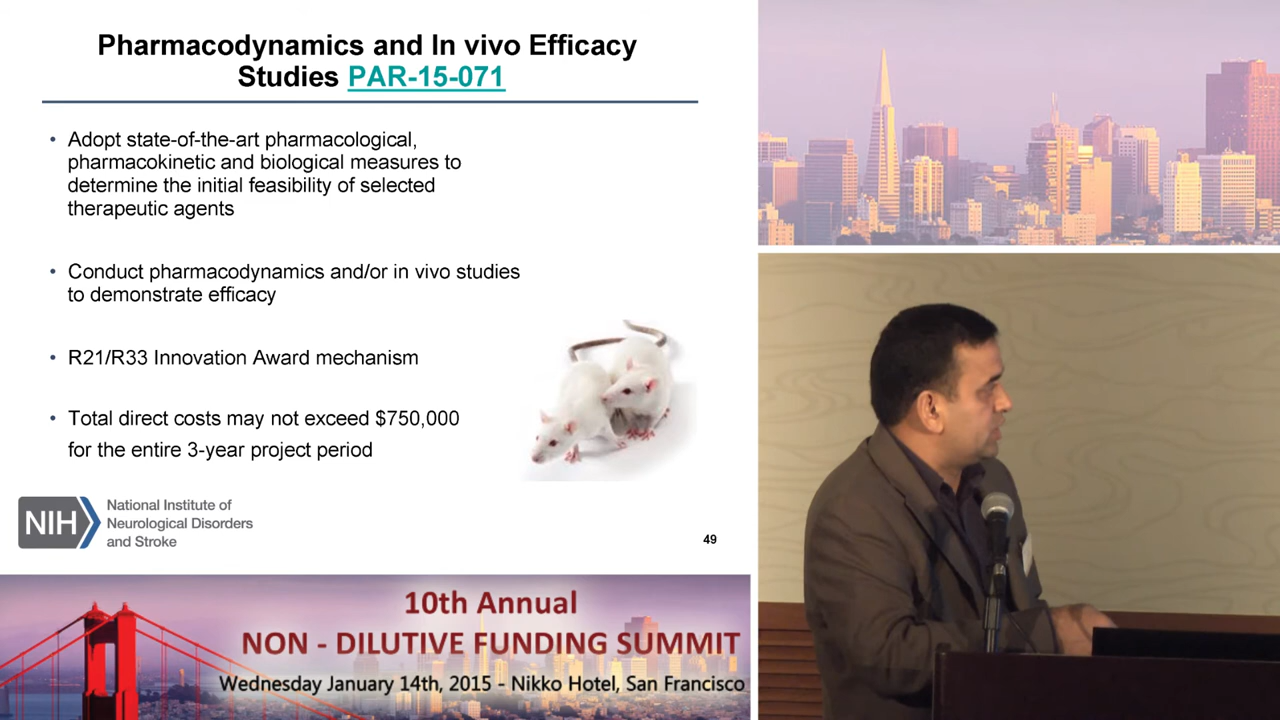 Pharmacodynamics and In vivo Efficacy
Studies PAR-15-071
• Adopt state-of-the-art pharmacological,
pharmacokinetic and biological measures to
determine the initial feasibility of selected
therapeutic agents
• Conduct pharmacodynamics and/or in vivo studies
to demonstrate efficacy
• R21/R33 Innovation Award mechanism
• Total direct costs may not exceed $750,000
for the entire 3-year project period
NIH
National Institute of
Neurological Disorders
and Stroke
49
10th Annual
NON - DILUTIVE FUNDING SUMMIT
Wednesday January 14th, 2015 - Nikko Hotel, San Francisco